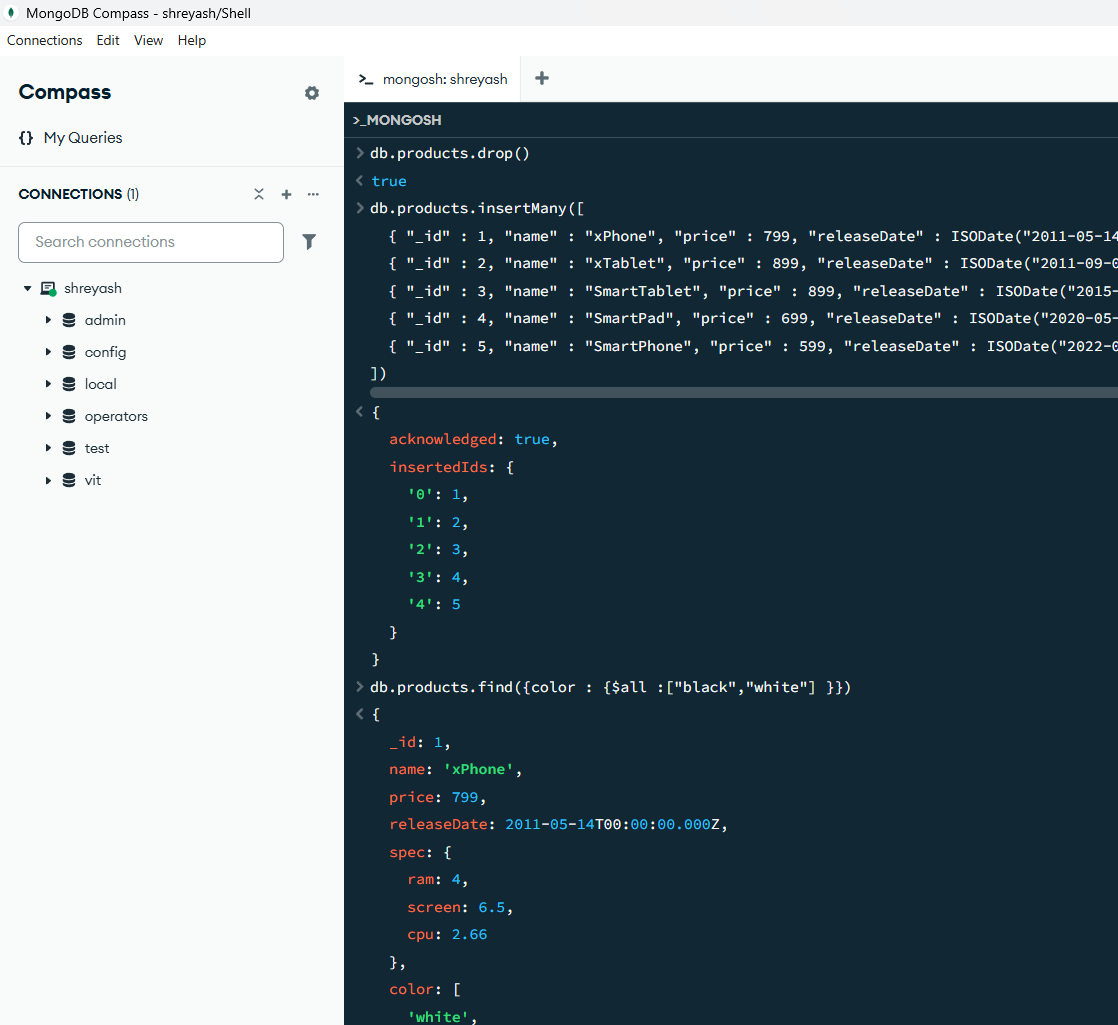 MongoDB Compass - shreyash/Shell
Connections Edit View Help
Compass
{} My Queries
CONNECTIONS (1)
Search connections
shreyash
admin
config
local
operators
test
vit
>_ mongosh: shreyash +
>_MONGOSH
> db.products.drop()
< true
> db.products.insertMany([
{ "_id" : 1, "name" : "xPhone", "price" : 799, "releaseDate" : ISODate("2011-05-14
{ "_id" : 2, "name" : "xTablet", "price" : 899, "releaseDate" : ISODate("2011-09-0
{ "_id" : 3, "name" : "SmartTablet", "price" : 899, "releaseDate" : ISODate("2015-
{ "_id" : 4, "name" : "SmartPad", "price" : 699, "releaseDate" : ISODate("2020-05-
{ "_id" : 5, "name" : "SmartPhone", "price" : 599, "releaseDate" : ISODate("2022-0
])
< {
acknowledged: true,
insertedIds: {
'0': 1,
'1': 2,
'2': 3,
'3': 4,
'4': 5
}
}
> db.products.find({color : {$all :["black","white"] }})
< {
_id: 1,
name: 'xPhone',
price: 799,
releaseDate: 2011-05-14T00:00:00.000Z,
spec: {
ram: 4,
screen: 6.5,
cpu: 2.66
},
color: [
'white',